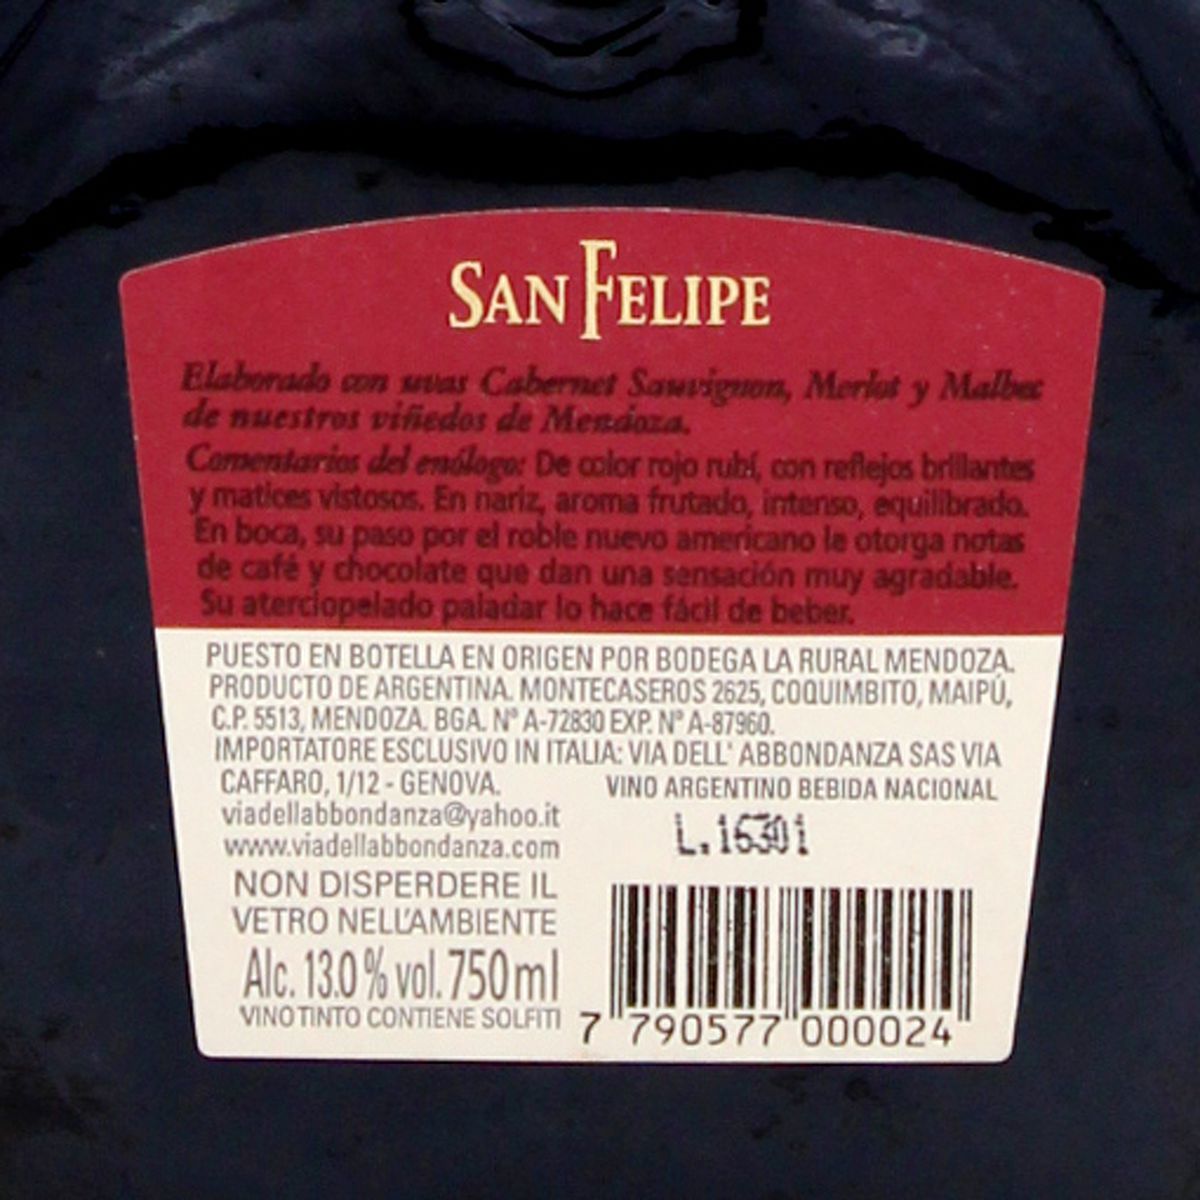 SAN FELIPE
Elaborado con uvas Cabernet Sauvignon, Merlot y Malbec
de nuestros viñedos de Mendoza.
Comentarios del enólogo: De color rojo rubí, con reflejos brillantes
y matices vistosos. En nariz, aroma frutado, intenso, equilibrado.
En boca, su paso por el roble nuevo americano le otorga notas
de café y chocolate que dan una sensación muy agradable.
Su aterciopelado paladar lo hace fácil de beber.
PUESTO EN BOTELLA EN ORIGEN POR BODEGA LA RURAL MENDOZA.
PRODUCTO DE ARGENTINA. MONTECASEROS 2625, COQUIMBITO, MAIPÚ,
C.P. 5513, MENDOZA. BGA. Nº A-72830 EXP. Nº A-87960.
IMPORTATORE ESCLUSIVO IN ITALIA: VIA DELL' ABBONDANZA SAS VIA
CAFFARO, 1/12 - GENOVA.
VINO ARGENTINO BEBIDA NACIONAL
viadellabbondanza@yahoo.it
www.viadellabbondanza.com
L.16301
NON DISPERDERE IL
VETRO NELL'AMBIENTE
Alc. 13.0 % vol. 750 ml
VINO TINTO CONTIENE SOLFITI
7 790577 000024